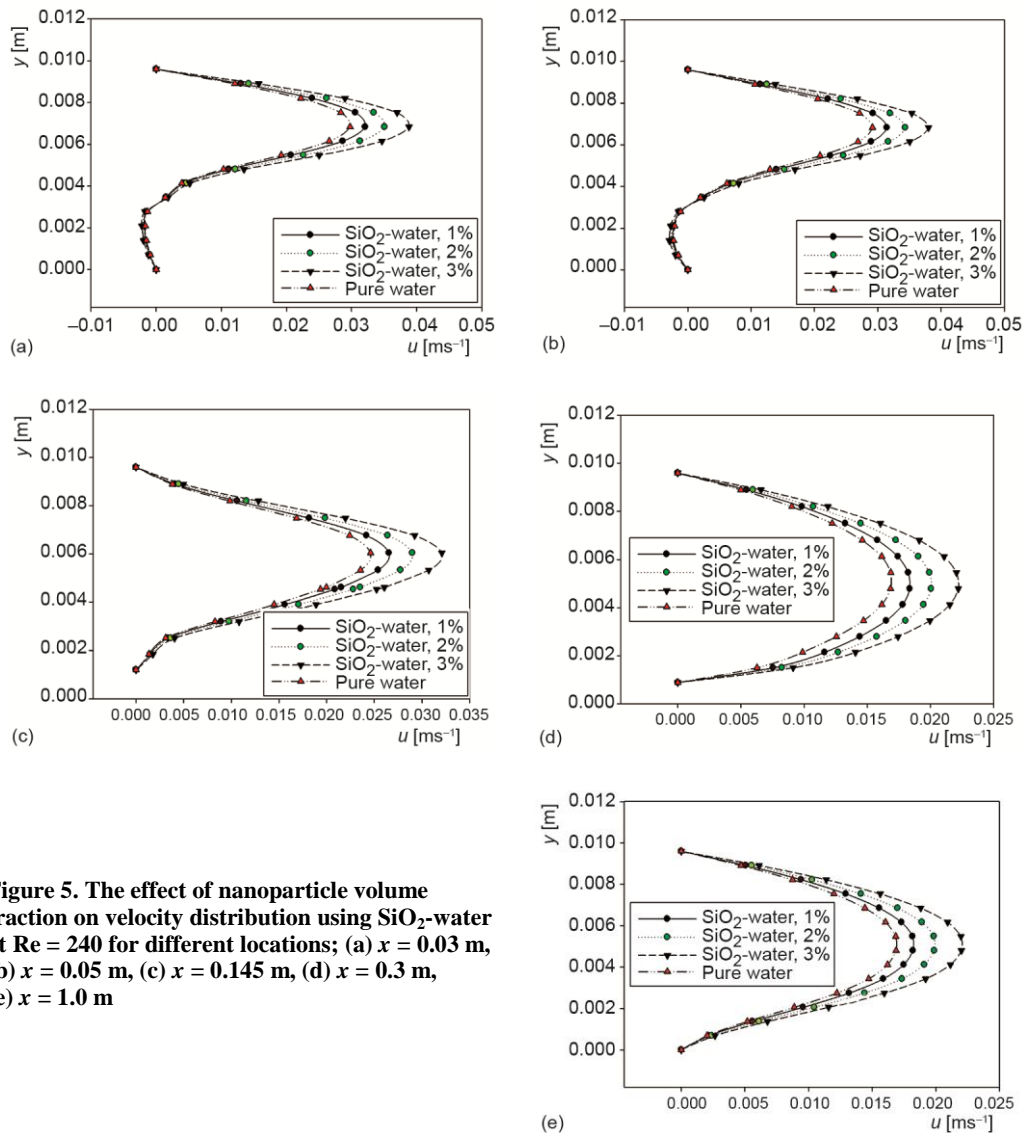 0.012
0.010
0.008
0.006
0.004
0.002
0.000
y [m]
SiO₂-water, 1%
SiO₂-water, 2%
SiO₂-water, 3%
Pure water
–0.01 0.00 0.01 0.02 0.03 0.04 0.05
(a) u [ms⁻¹]
0.012
0.010
0.008
0.006
0.004
0.002
0.000
y [m]
SiO₂-water, 1%
SiO₂-water, 2%
SiO₂-water, 3%
Pure water
–0.01 0.00 0.01 0.02 0.03 0.04 0.05
(b) u [ms⁻¹]
0.012
0.010
0.008
0.006
0.004
0.002
0.000
y [m]
SiO₂-water, 1%
SiO₂-water, 2%
SiO₂-water, 3%
Pure water
0.000 0.005 0.010 0.015 0.020 0.025 0.030 0.035
(c) u [ms⁻¹]
0.012
0.010
0.008
0.006
0.004
0.002
0.000
y [m]
SiO₂-water, 1%
SiO₂-water, 2%
SiO₂-water, 3%
Pure water
0.000 0.005 0.010 0.015 0.020 0.025
(d) u [ms⁻¹]
igure 5. The effect of nanoparticle volume
raction on velocity distribution using SiO₂-water
t Re = 240 for different locations; (a) x = 0.03 m,
) x = 0.05 m, (c) x = 0.145 m, (d) x = 0.3 m,
) x = 1.0 m
0.012
0.010
0.008
0.006
0.004
0.002
0.000
y [m]
SiO₂-water, 1%
SiO₂-water, 2%
SiO₂-water, 3%
Pure water
0.000 0.005 0.010 0.015 0.020 0.025
(e) u [ms⁻¹]